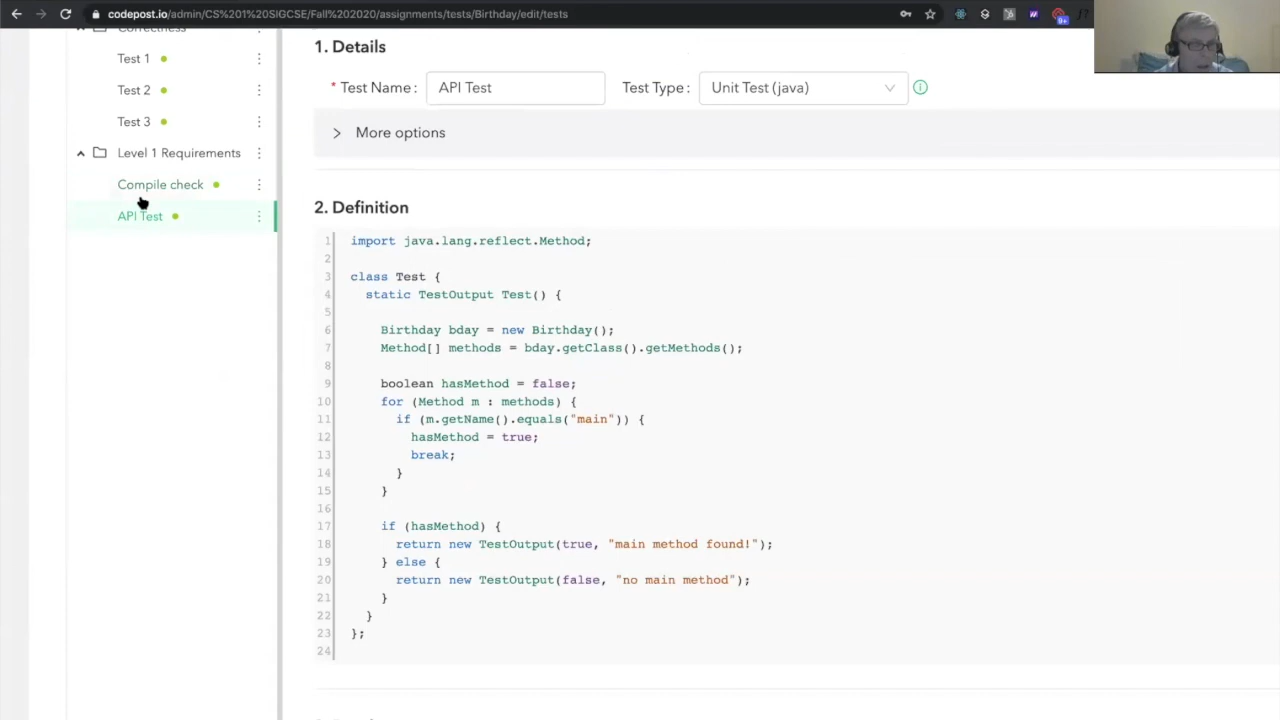 codepost.io/admin/CS%201%20SIGCSE/Fall%202020/assignments/tests/Birthday/edit/tests
9+
Correctness
Test 1
Test 2
Test 3
Level 1 Requirements
Compile check
API Test
1. Details
* Test Name : API Test Test Type : Unit Test (java)
More options
2. Definition
1 import java.lang.reflect.Method;
2
3 class Test {
4 static TestOutput Test() {
5
6 Birthday bday = new Birthday();
7 Method[] methods = bday.getClass().getMethods();
8
9 boolean hasMethod = false;
10 for (Method m : methods) {
11 if (m.getName().equals("main")) {
12 hasMethod = true;
13 break;
14 }
15 }
16
17 if (hasMethod) {
18 return new TestOutput(true, "main method found!");
19 } else {
20 return new TestOutput(false, "no main method");
21 }
22 }
23 };
24